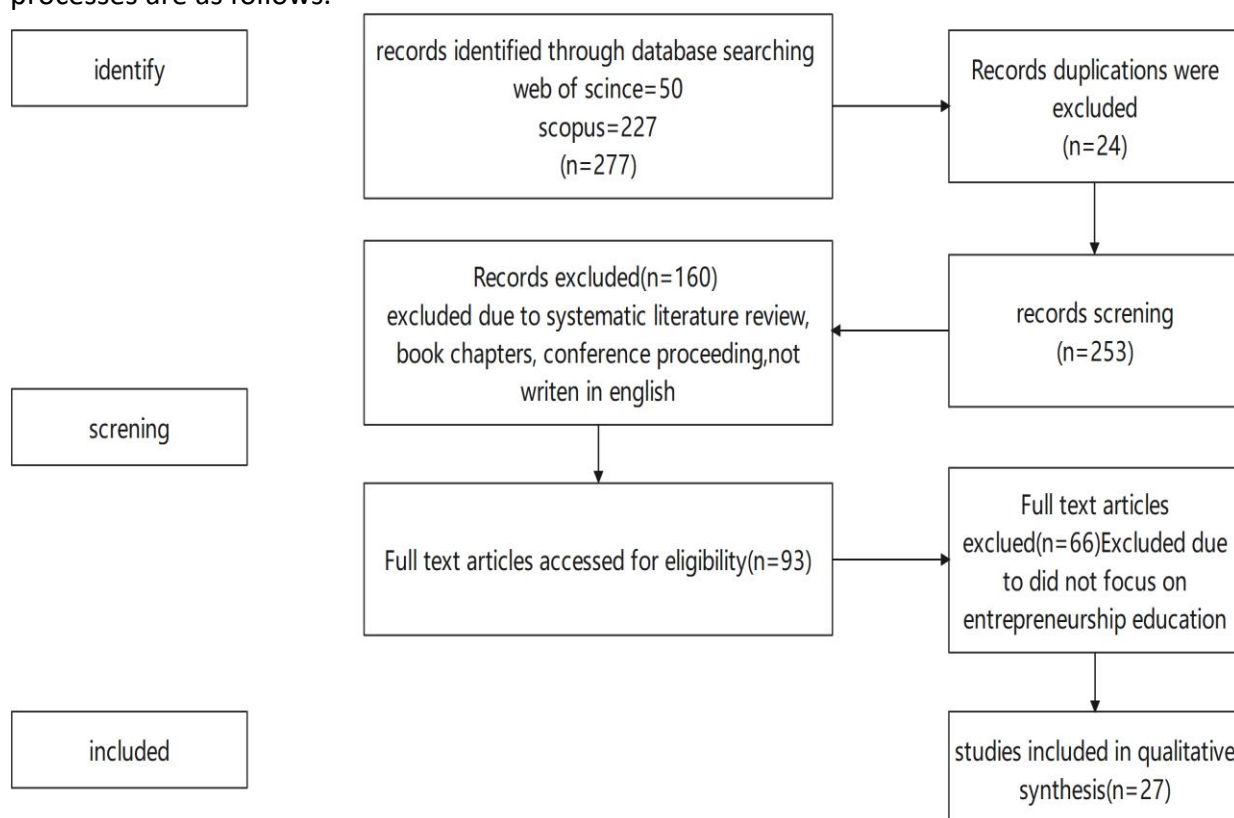 processes are as follows:
identify
records identified through database searching
web of scince=50
scopus=227
(n=277)
Records duplications were
excluded
(n=24)
Records excluded(n=160)
excluded due to systematic literature review,
book chapters, conference proceeding,not
writen in english
records screning
(n=253)
screning
Full text articles accessed for eligibility(n=93)
Full text articles
exclued(n=66)Excluded due
to did not focus on
entrepreneurship education
included
studies included in qualitative
synthesis(n=27)